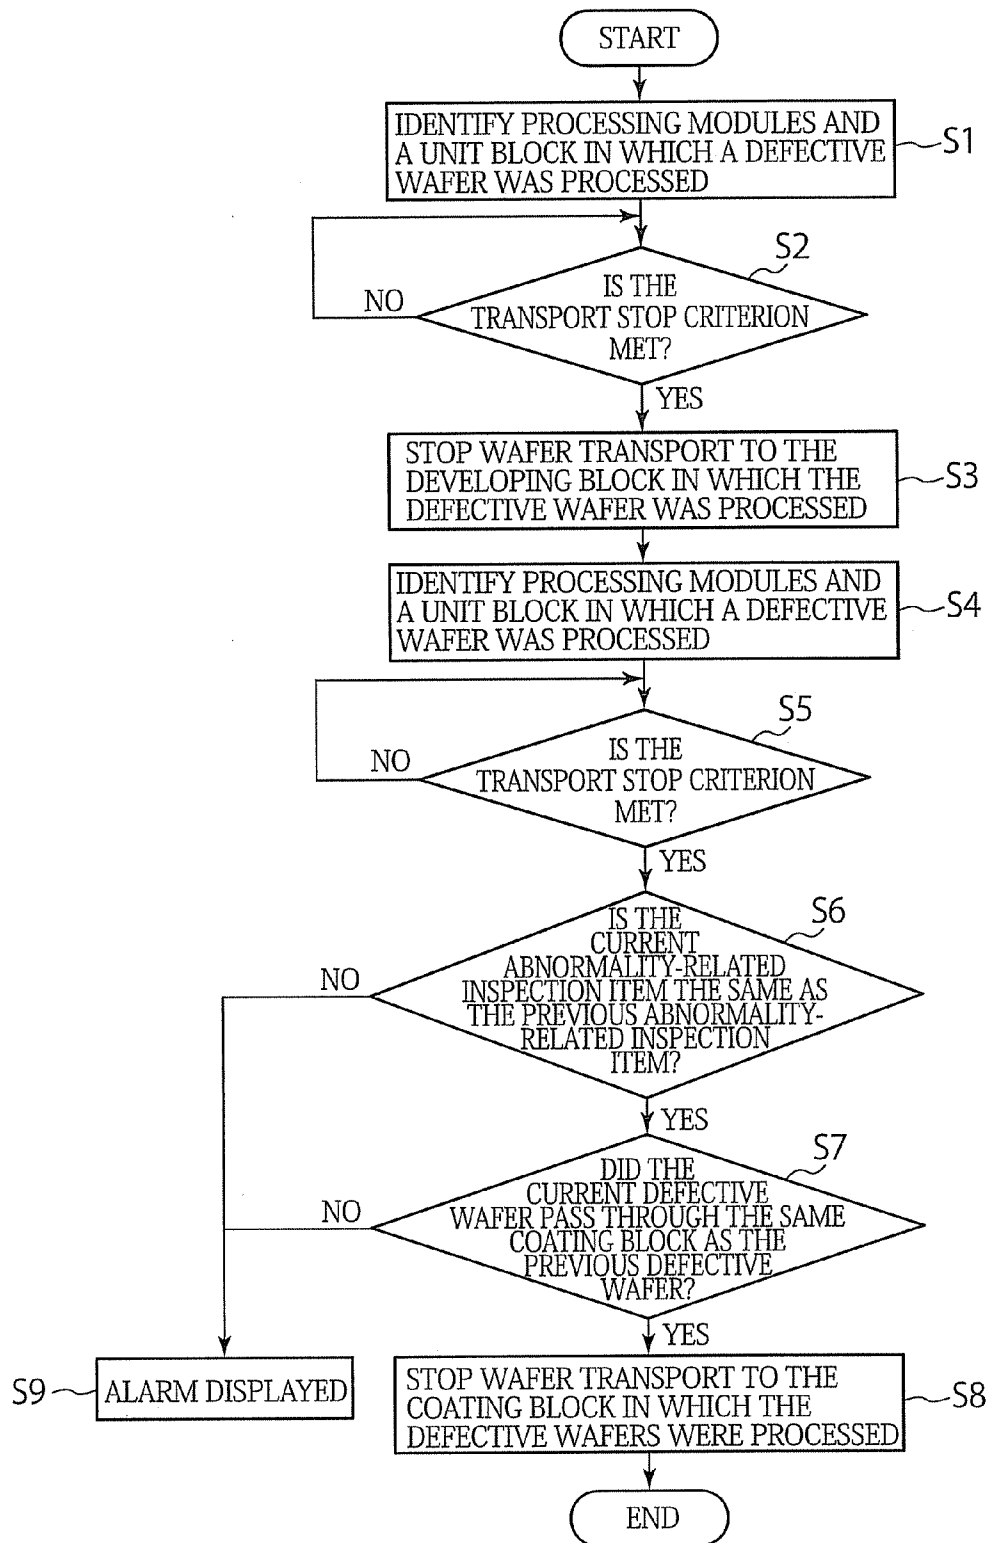 START
IDENTIFY PROCESSING MODULES AND
A UNIT BLOCK IN WHICH A DEFECTIVE
WAFER WAS PROCESSED
S1
S2
IS THE
TRANSPORT STOP CRITERION
MET?
NO
YES
STOP WAFER TRANSPORT TO THE
DEVELOPING BLOCK IN WHICH THE
DEFECTIVE WAFER WAS PROCESSED
S3
IDENTIFY PROCESSING MODULES AND
A UNIT BLOCK IN WHICH A DEFECTIVE
WAFER WAS PROCESSED
S4
S5
IS THE
TRANSPORT STOP CRITERION
MET?
NO
YES
S6
IS THE
CURRENT
ABNORMALITY-RELATED
INSPECTION ITEM THE SAME AS
THE PREVIOUS ABNORMALITY-
RELATED INSPECTION
ITEM?
NO
YES
S7
DID THE
CURRENT DEFECTIVE
WAFER PASS THROUGH THE SAME
COATING BLOCK AS THE
PREVIOUS DEFECTIVE
WAFER?
NO
YES
S9
ALARM DISPLAYED
STOP WAFER TRANSPORT TO THE
COATING BLOCK IN WHICH THE
DEFECTIVE WAFERS WERE PROCESSED
S8
END